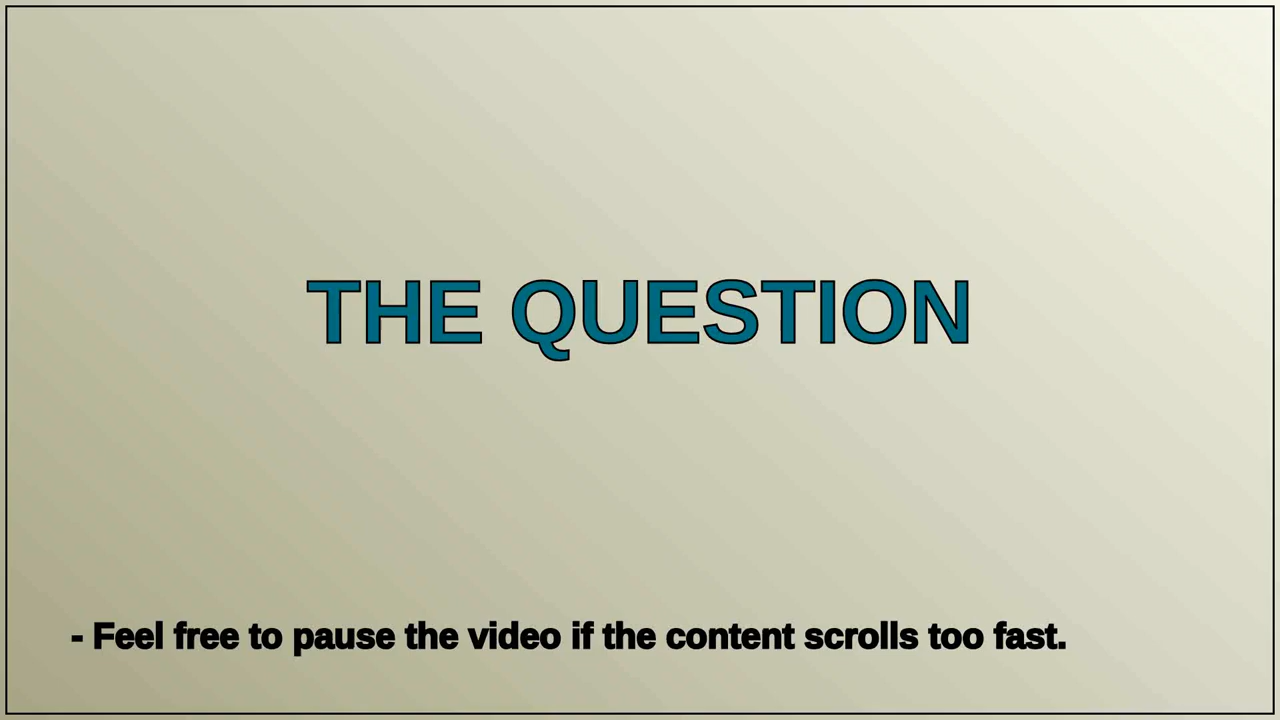 THE QUESTION
- Feel free to pause the video if the content scrolls too fast.